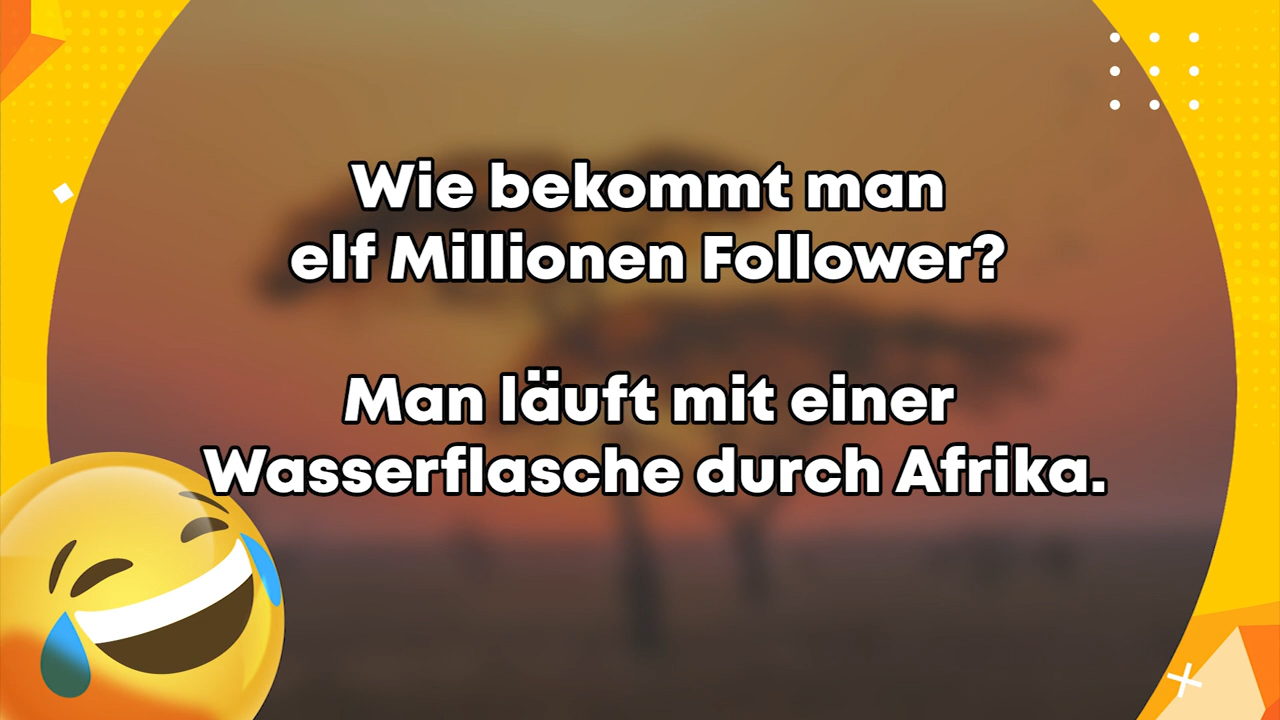 Wie bekommt man
elf Millionen Follower?
Man läuft mit einer
Wasserflasche durch Afrika.